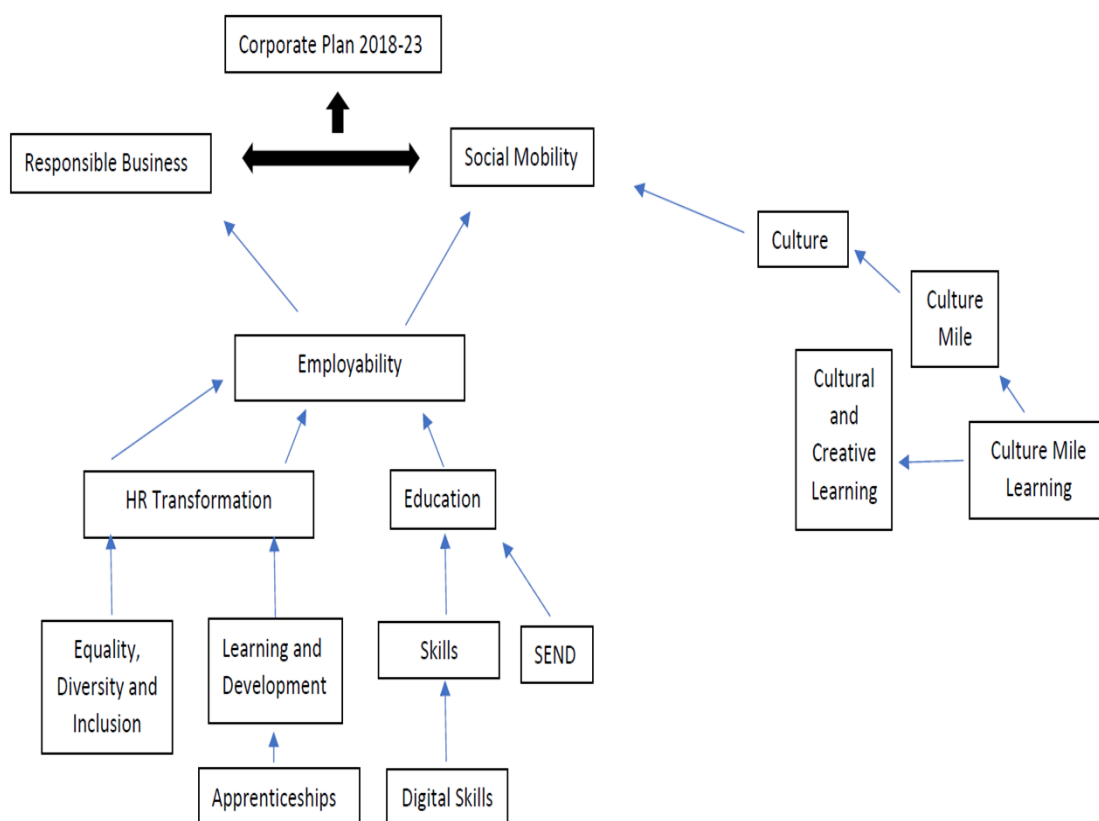 Corporate Plan 2018-23
Responsible Business
Social Mobility
Culture
Culture
Mile
Employability
Cultural
and
Creative
Learning
Culture Mile
Learning
HR Transformation
Education
Equality,
Diversity and
Inclusion
Learning and
Development
Skills
SEND
Apprenticeships
Digital Skills